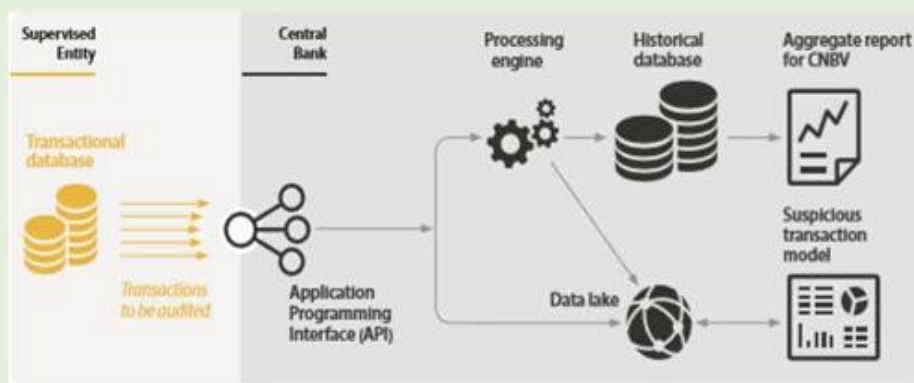 Supervised
Entity
Central
Bank
Processing
engine
Historical
database
Aggregate report
for CNBV
Transactional
database
Transactions
to be audited
Application
Programming
Interface (API)
Data lake
Suspicious
transaction
model